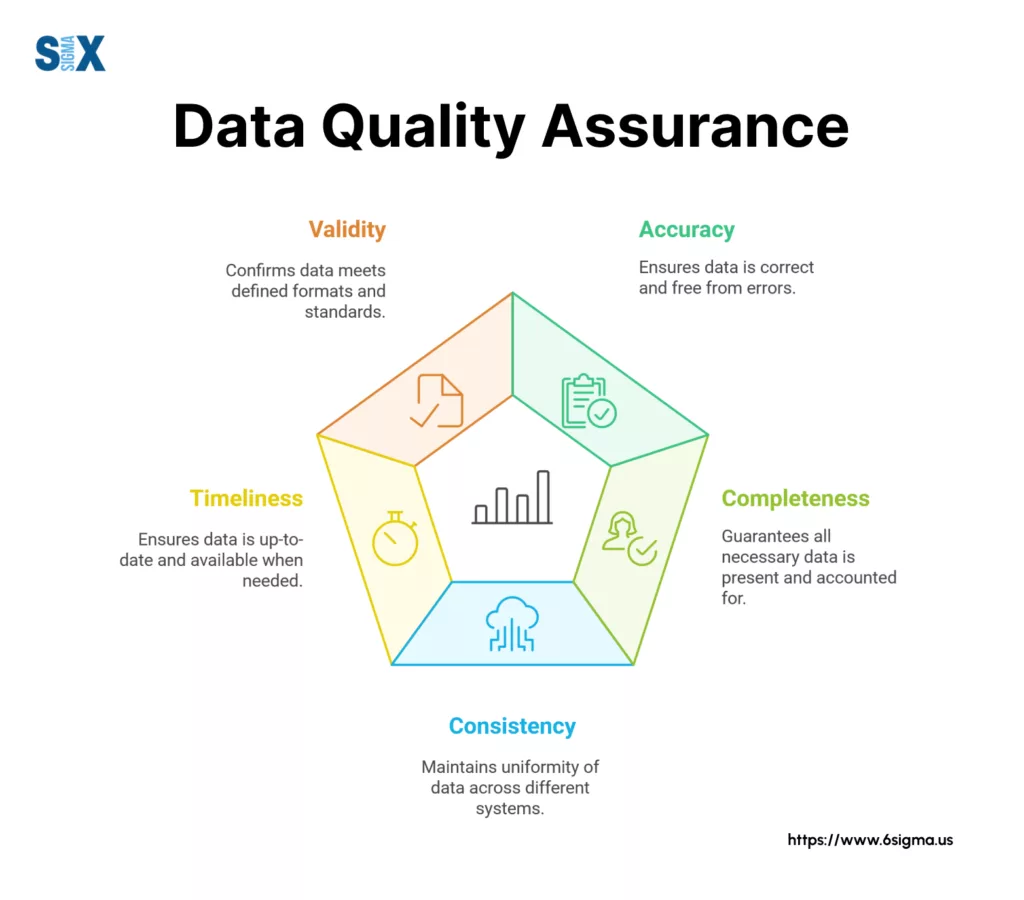 SIX
SIGMA
Data Quality Assurance
Validity
Confirms data meets
defined formats and
standards.
Accuracy
Ensures data is correct
and free from errors.
Timeliness
Ensures data is up-to-
date and available when
needed.
Completeness
Guarantees all
necessary data is
present and accounted
for.
Consistency
Maintains uniformity of
data across different
systems.
https://www.6sigma.us